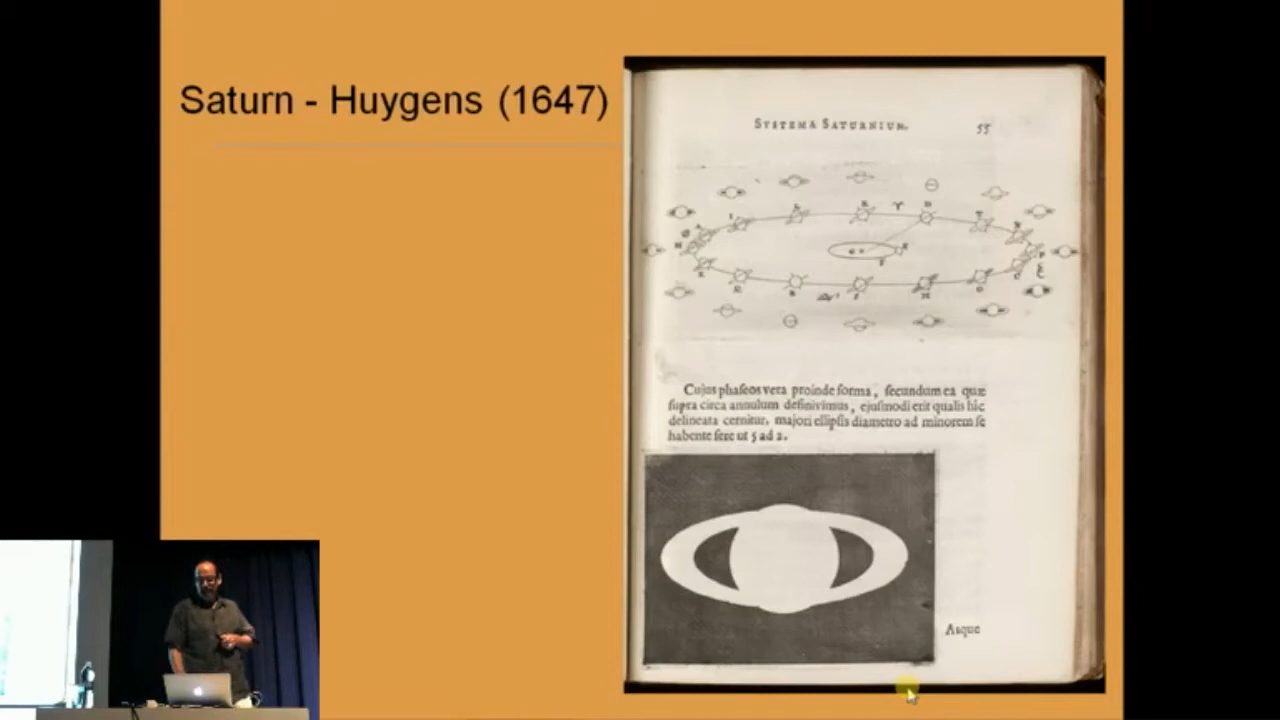 Saturn - Huygens (1647)
SYSTEMA SATURNIUM. 55
Cujus phaseos vera proinde forma, secundum ea quæ
supra circa annulum definivimus, ejusmodi erit qualis hic
delineata cernitur, majori ellipsis diametro ad minorem se
habente fere ut 5 ad 2.
Atque